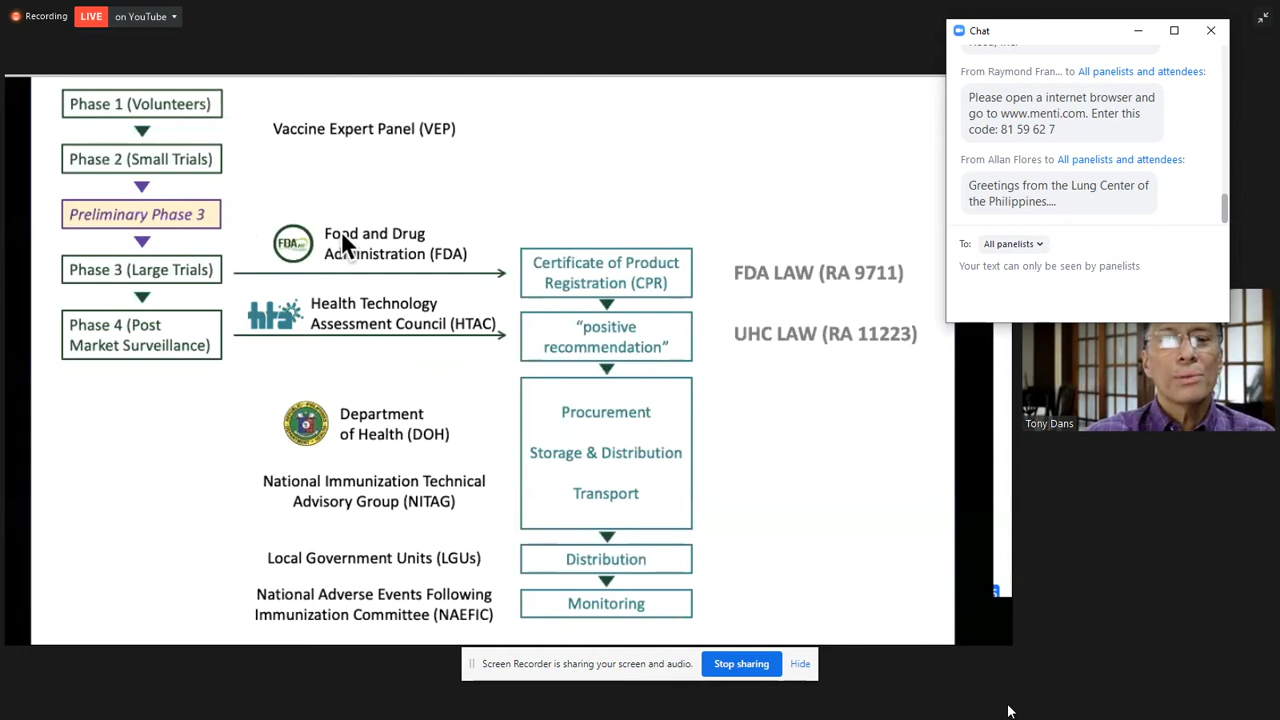 Recording
LIVE
on YouTube
Phase 1 (Volunteers)
Phase 2 (Small Trials)
Preliminary Phase 3
Phase 3 (Large Trials)
Phase 4 (Post
Market Surveillance)
Vaccine Expert Panel (VEP)
FDA
Food and Drug
Administration (FDA)
hta
Health Technology
Assessment Council (HTAC)
Department
of Health (DOH)
National Immunization Technical
Advisory Group (NITAG)
Local Government Units (LGUs)
National Adverse Events Following
Immunization Committee (NAEFIC)
Certificate of Product
Registration (CPR)
“positive
recommendation”
Procurement
Storage & Distribution
Transport
Distribution
Monitoring
FDA LAW (RA 9711)
UHC LAW (RA 11223)
Chat
From Raymond Fran... to All panelists and attendees:
Please open a internet browser and
go to www.menti.com. Enter this
code: 81 59 62 7
From Allan Flores to All panelists and attendees:
Greetings from the Lung Center of
the Philippines....
To: All panelists
Your text can only be seen by panelists
Tony Dans
Screen Recorder is sharing your screen and audio.
Stop sharing
Hide